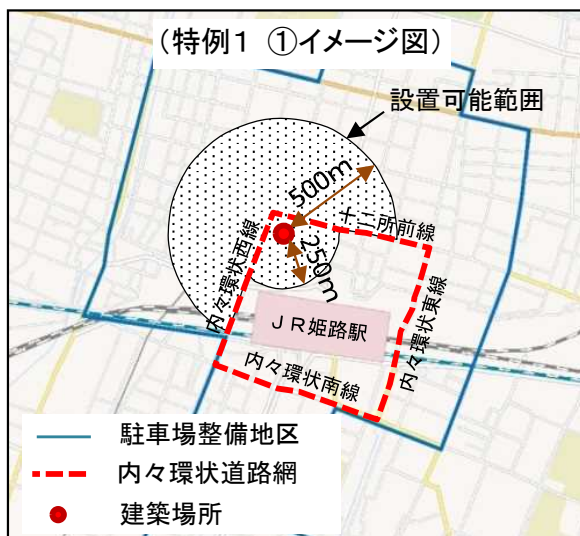 (特例1 ①イメージ図)
設置可能範囲
500m
十二所前線
250m
内々環状西線
JR姫路駅
内々環状東線
内々環状南線
駐車場整備地区
内々環状道路網
建築場所